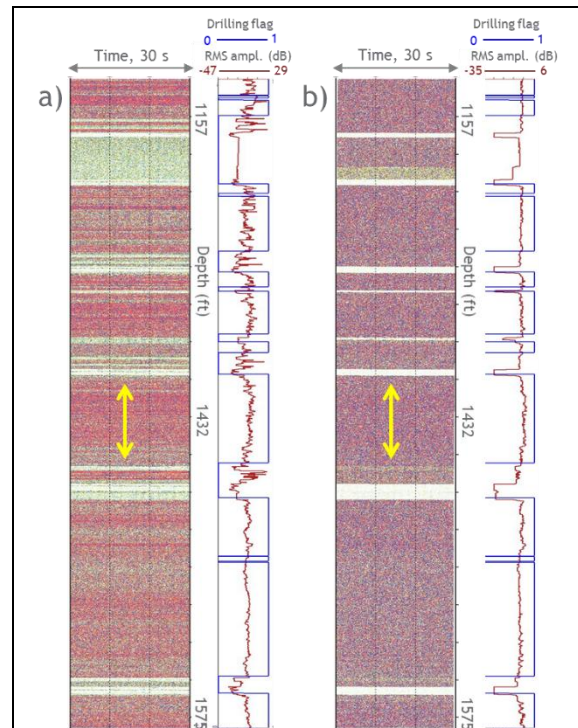 Drilling flag
0 1
Time, 30 s
RMS ampl. (dB)
-47 29
a)
1157
Depth (ft)
1432
1575
Drilling flag
0 1
Time, 30 s
RMS ampl. (dB)
-35 6
b)
1157
Depth (ft)
1432
1575